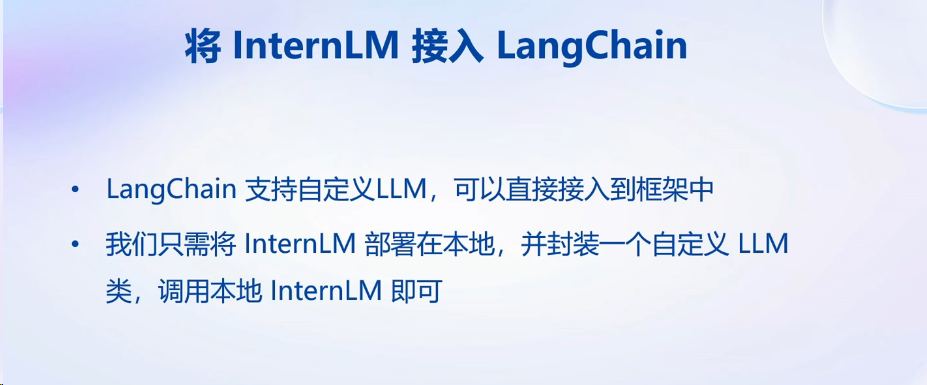 将 InternLM 接入 LangChain
• LangChain 支持自定义LLM，可以直接接入到框架中
• 我们只需将 InternLM 部署在本地，并封装一个自定义 LLM
类，调用本地 InternLM 即可